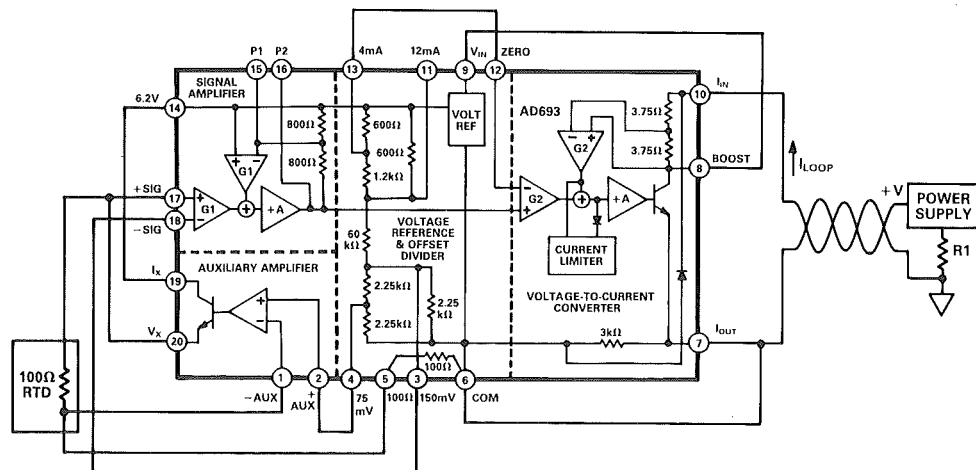 4mA 12mA VIN ZERO
P1 P2
13 11 9 12
15 16
SIGNAL
AMPLIFIER
6.2V
14
800Ω
800Ω
600Ω
600Ω
1.2kΩ
VOLT
REF
AD693
3.75Ω
3.75Ω
10
IIN
8
BOOST
ILOOP
+V
POWER
SUPPLY
R1
+
-
G1
+SIG
17
-SIG
18
+
-
G1
+
+A
-
+
G2
-
+
G2
+
+A
CURRENT
LIMITER
60
kΩ
VOLTAGE
REFERENCE
& OFFSET
DIVIDER
AUXILIARY AMPLIFIER
IX
19
VX
20
+
-
2.25kΩ
2.25kΩ
2.25
kΩ
VOLTAGE-TO-CURRENT
CONVERTER
3kΩ
7
IOUT
100Ω
RTD
100Ω
1 2 4 5 3 6
-AUX
+
AUX
75
mV
100Ω
150mV
COM